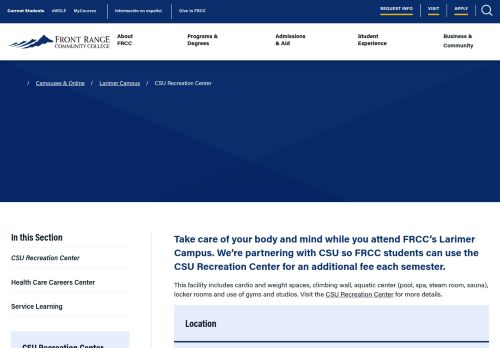 Current Students eWOLF MyCourses Información en español Give to FRCC REQUEST INFO VISIT APPLY
FRONT RANGE
COMMUNITY COLLEGE
About
FRCC
Programs &
Degrees
Admissions
& Aid
Student
Experience
Business &
Community
/ Campuses & Online / Larimer Campus / CSU Recreation Center
In this Section
CSU Recreation Center
Health Care Careers Center
Service Learning
CSU Recreation Center
Take care of your body and mind while you attend FRCC's Larimer
Campus. We're partnering with CSU so FRCC students can use the
CSU Recreation Center for an additional fee each semester.
This facility includes cardio and weight spaces, climbing wall, aquatic center (pool, spa, steam room, sauna),
locker rooms and use of gyms and studios. Visit the CSU Recreation Center for more details.
Location